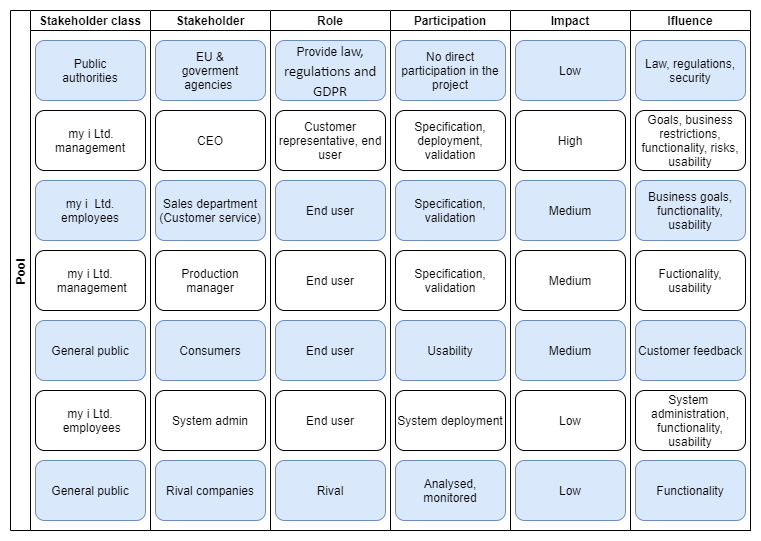 Stakeholder class
Stakeholder
Role
Participation
Impact
Ifluence
Pool
Public
authorities
EU &
goverment
agencies
Provide law,
regulations and
GDPR
No direct
participation in the
project
Low
Law, regulations,
security
my i Ltd.
management
CEO
Customer
representative, end
user
Specification,
deployment,
validation
High
Goals, business
restrictions,
functionality, risks,
usability
my i Ltd.
employees
Sales department
(Customer service)
End user
Specification,
validation
Medium
Business goals,
functionality,
usability
my i Ltd.
management
Production
manager
End user
Specification,
validation
Medium
Fuctionality,
usability
General public
Consumers
End user
Usability
Medium
Customer feedback
my i Ltd.
employees
System admin
End user
System deployment
Low
System
administration,
functionality,
usability
General public
Rival companies
Rival
Analysed,
monitored
Low
Functionality